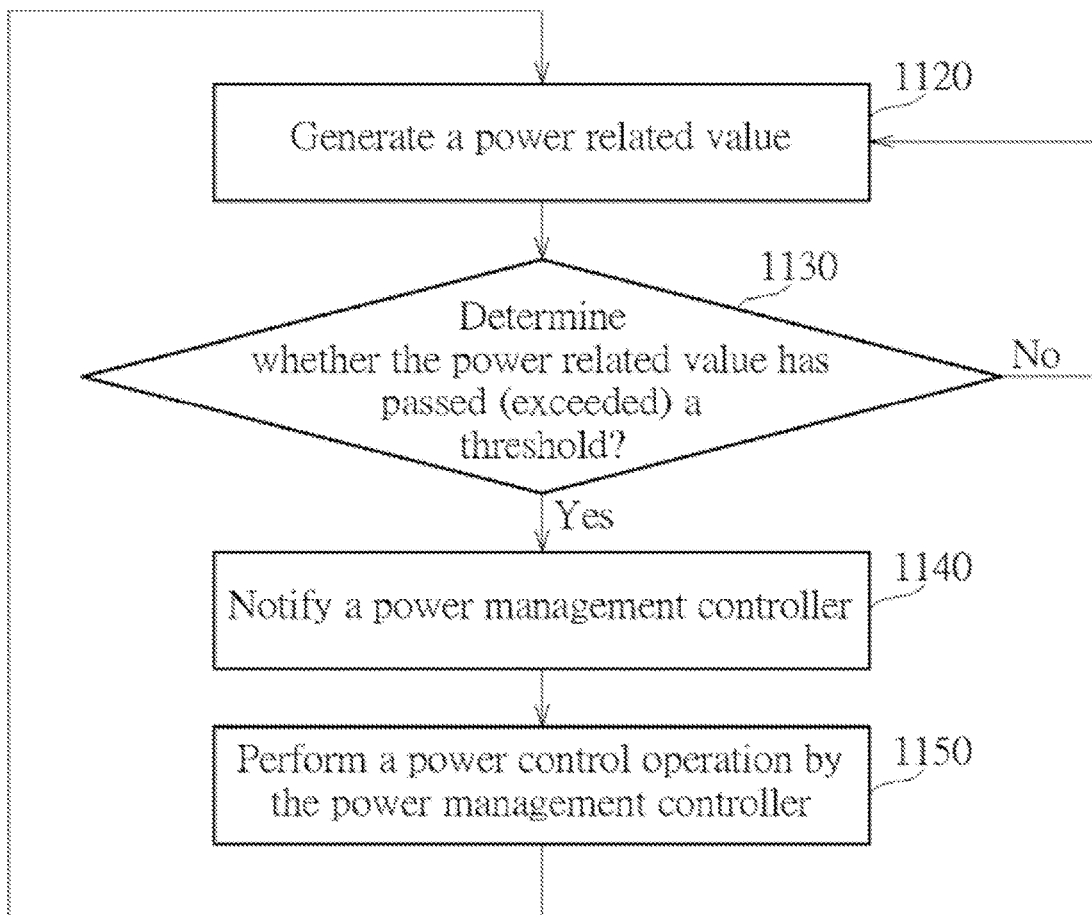 1120
Generate a power related value
1130
Determine
whether the power related value has
passed (exceeded) a
threshold?
No
Yes
1140
Notify a power management controller
1150
Perform a power control operation by
the power management controller